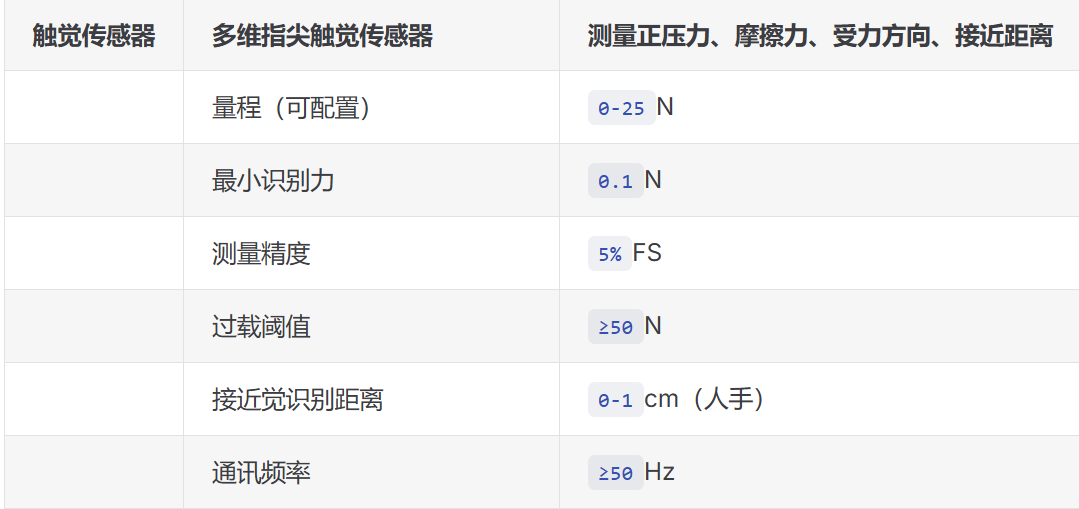 触觉传感器 多维指尖触觉传感器 测量正压力、摩擦力、受力方向、接近距离
量程（可配置） 0-25 N
最小识别力 0.1 N
测量精度 5% FS
过载阈值 ≥50 N
接近觉识别距离 0-1 cm（人手）
通讯频率 ≥50 Hz